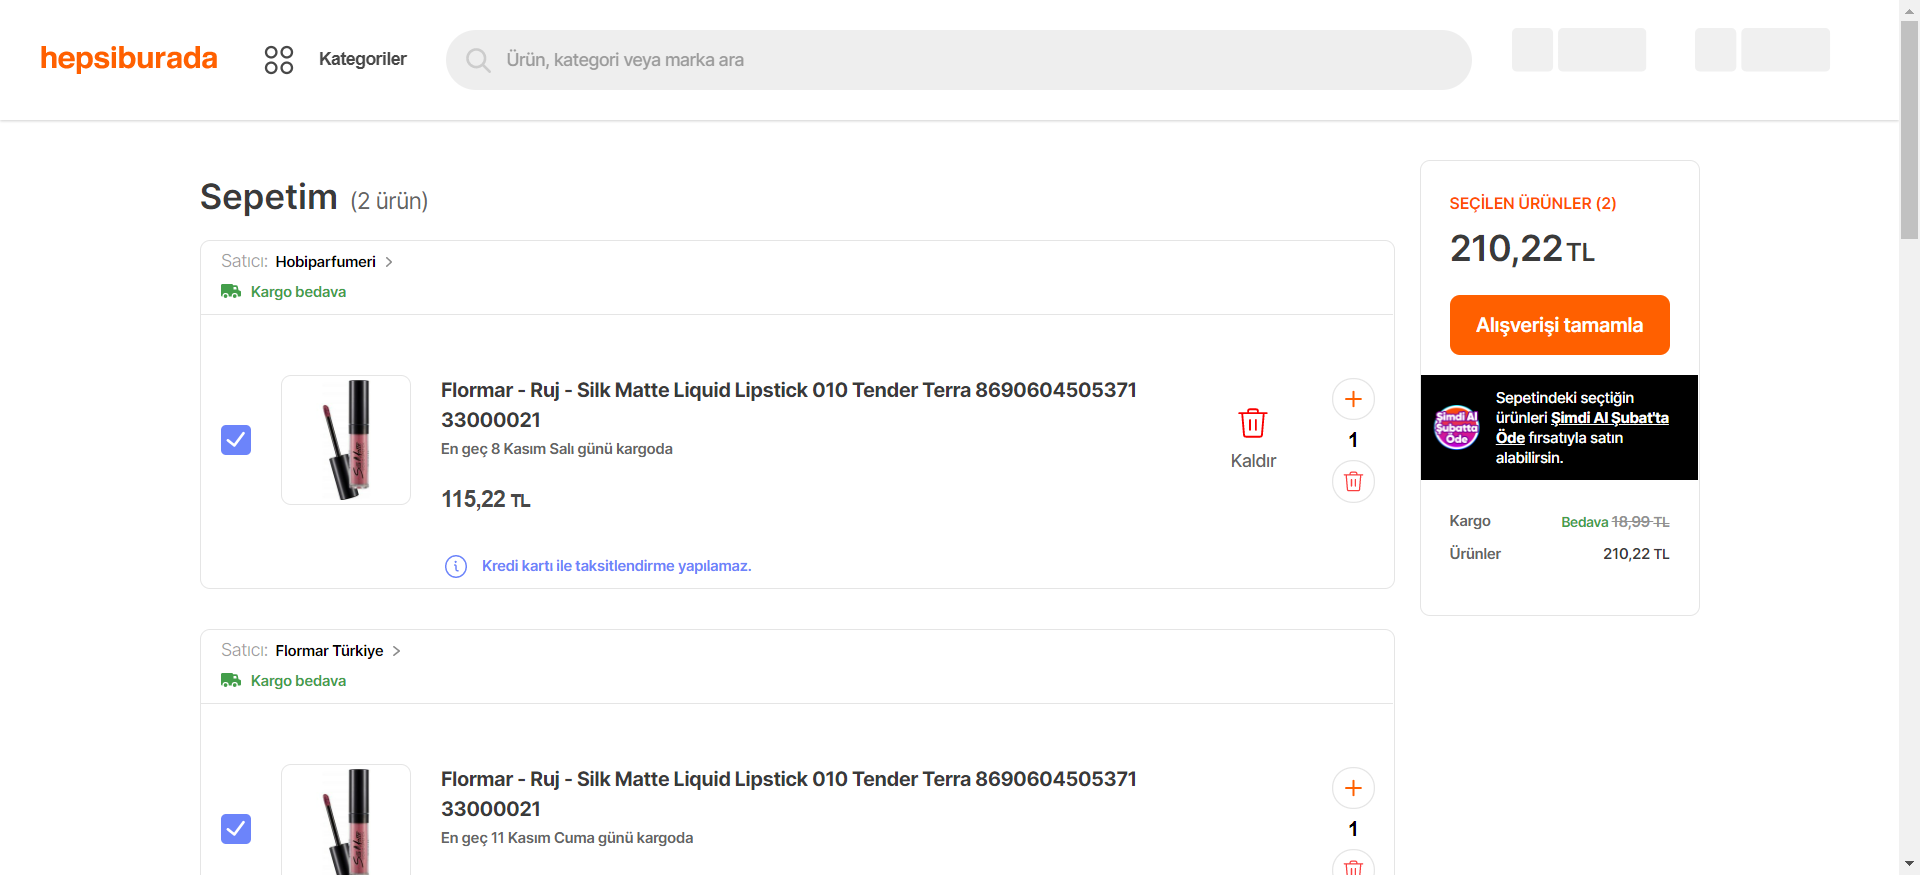 hepsiburada
Kategoriler
Ürün, kategori veya marka ara
Sepetim (2 ürün)
Satıcı: Hobiparfumeri
Kargo bedava
Flormar - Ruj - Silk Matte Liquid Lipstick 010 Tender Terra 8690604505371
33000021
En geç 8 Kasım Salı günü kargoda
115,22 TL
Kaldır
1
Kredi kartı ile taksitlendirme yapılamaz.
Satıcı: Flormar Türkiye
Kargo bedava
Flormar - Ruj - Silk Matte Liquid Lipstick 010 Tender Terra 8690604505371
33000021
En geç 11 Kasım Cuma günü kargoda
1
SEÇİLEN ÜRÜNLER (2)
210,22 TL
Alışverişi tamamla
Şimdi Al
Şubatta
Öde
Sepetindeki seçtiğin
ürünleri Şimdi Al Şubat'ta
Öde fırsatıyla satın
alabilirsin.
Kargo Bedava 18,99 TL
Ürünler 210,22 TL